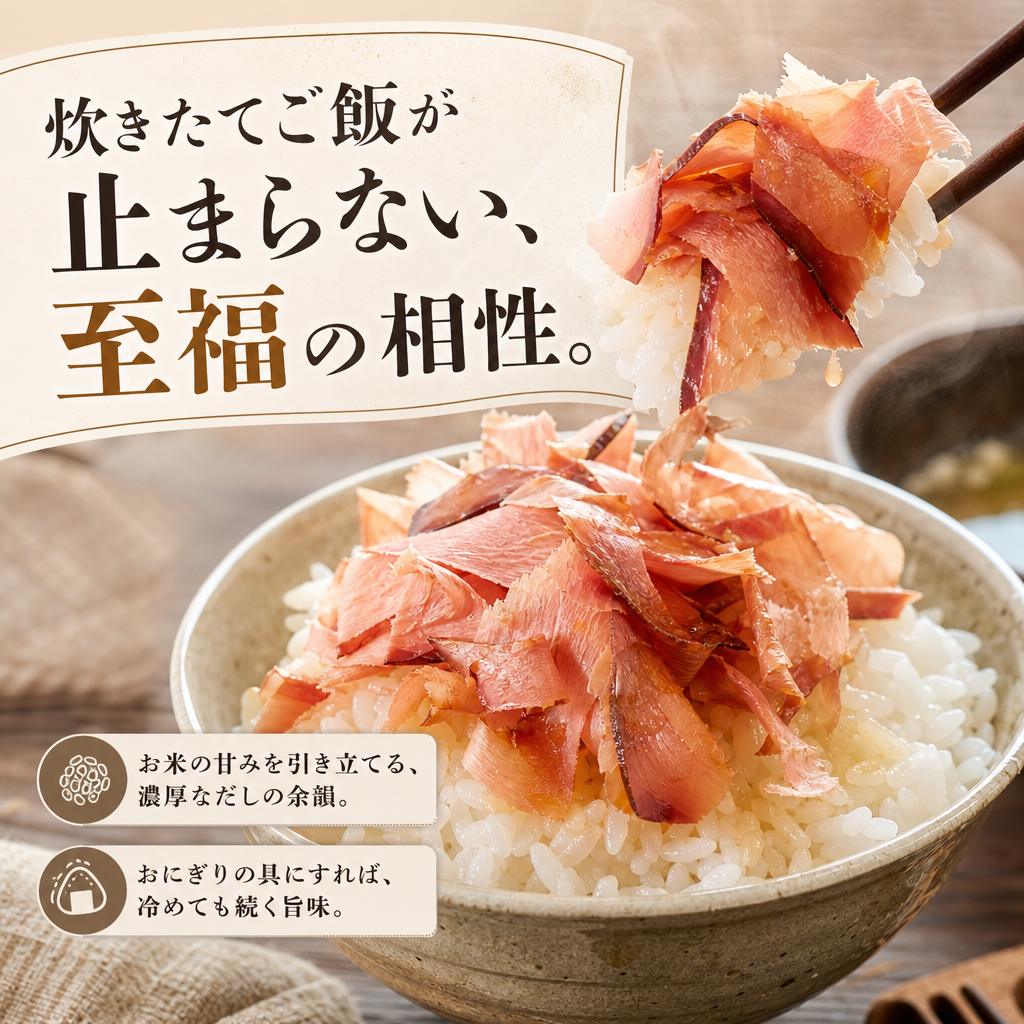 炊きたてご飯が
止まらない、
至福の相性。
お米の甘みを引き立てる、
濃厚なだしの余韻。
おにぎりの具にすれば、
冷めても続く旨味。